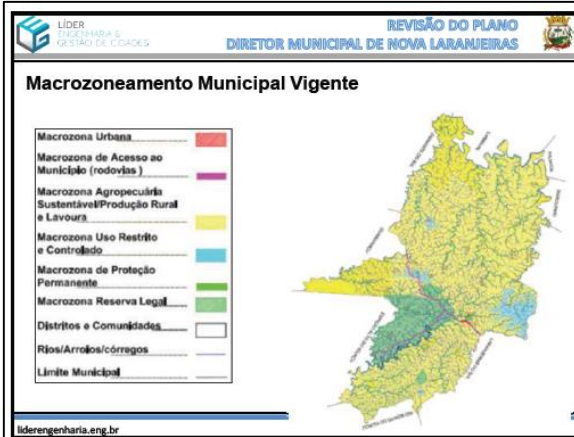 LÍDER
ENGENHARIA &
GESTÃO DE CIDADES
REVISÃO DO PLANO
DIRETOR MUNICIPAL DE NOVA LARANJEIRAS
Macrozoneamento Municipal Vigente
Macrozona Urbana
Macrozona de Acesso ao
Município (rodovias )
Macrozona Agropecuária
Sustentável/Produção Rural
e Lavoura
Macrozona Uso Restrito
e Controlado
Macrozona de Proteção
Permanente
Macrozona Reserva Legal
Distritos e Comunidades
Rios/Arroios/córregos
Limite Municipal
liderengenharia.eng.br